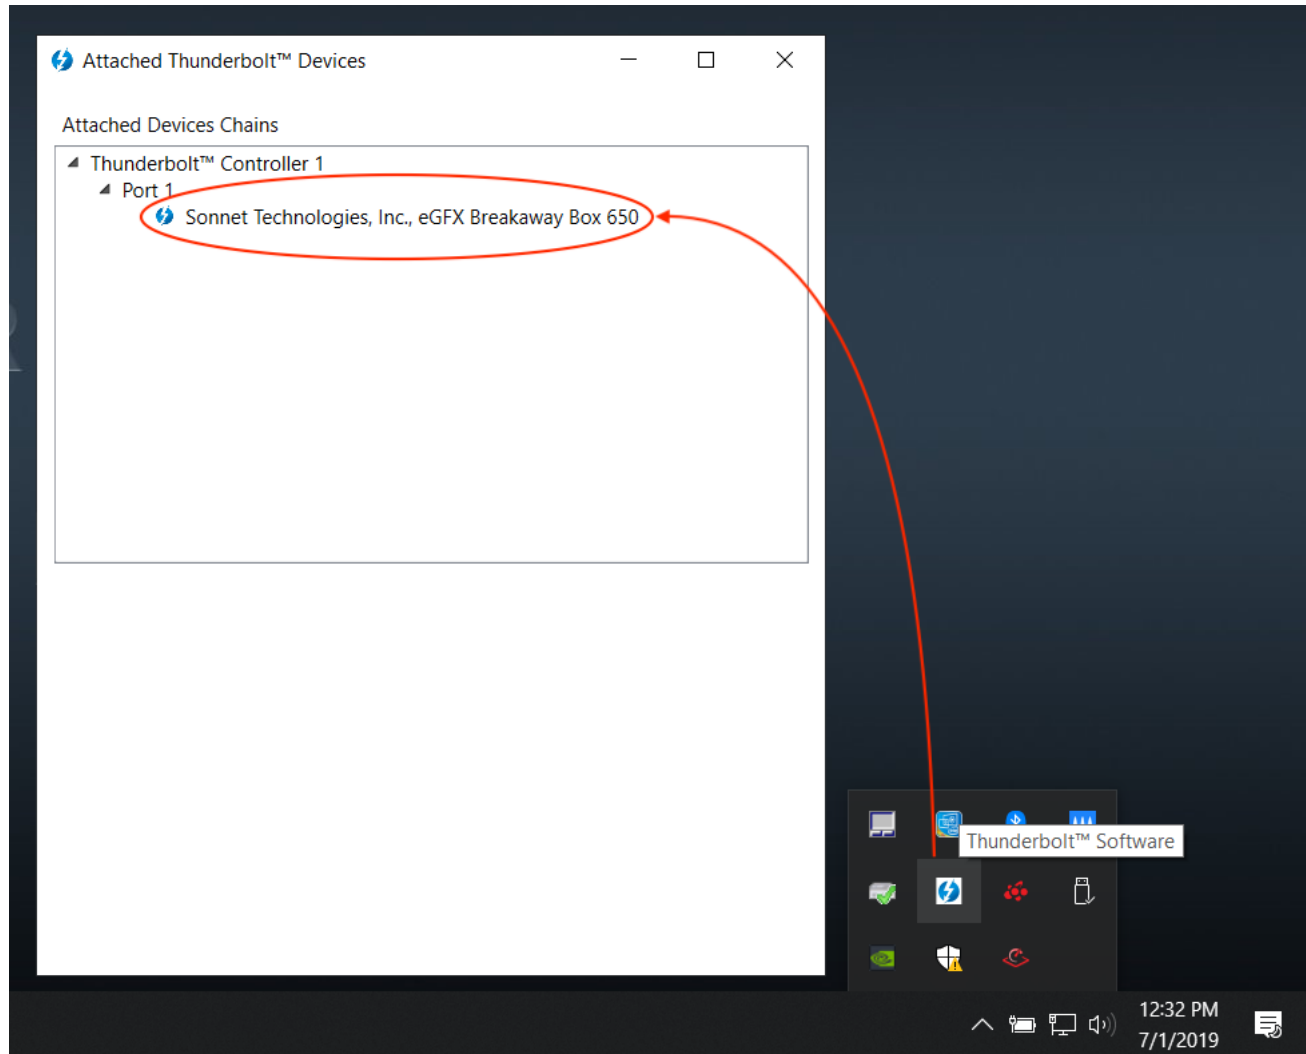 Attached Thunderbolt™ Devices
Attached Devices Chains
Thunderbolt™ Controller 1
Port 1
Sonnet Technologies, Inc., eGFX Breakaway Box 650
Thunderbolt™ Software
12:32 PM
7/1/2019